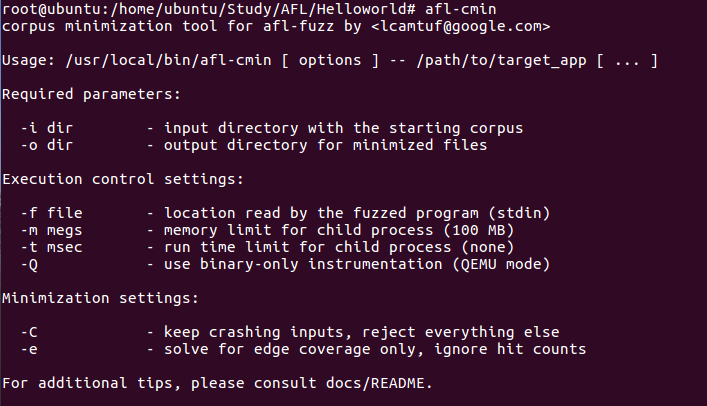 root@ubuntu:/home/ubuntu/Study/AFL/Helloworld# afl-cmin
corpus minimization tool for afl-fuzz by <lcamtuf@google.com>
Usage: /usr/local/bin/afl-cmin [ options ] -- /path/to/target_app [ ... ]
Required parameters:
-i dir - input directory with the starting corpus
-o dir - output directory for minimized files
Execution control settings:
-f file - location read by the fuzzed program (stdin)
-m megs - memory limit for child process (100 MB)
-t msec - run time limit for child process (none)
-Q - use binary-only instrumentation (QEMU mode)
Minimization settings:
-C - keep crashing inputs, reject everything else
-e - solve for edge coverage only, ignore hit counts
For additional tips, please consult docs/README.